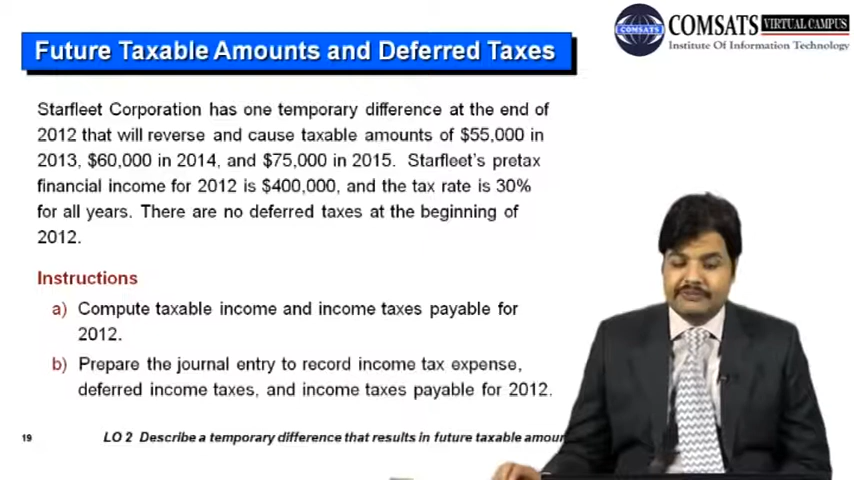 COMSATS VIRTUAL CAMPUS
COMSATS
Institute Of Information Technology
Future Taxable Amounts and Deferred Taxes
Starfleet Corporation has one temporary difference at the end of
2012 that will reverse and cause taxable amounts of $55,000 in
2013, $60,000 in 2014, and $75,000 in 2015. Starfleet's pretax
financial income for 2012 is $400,000, and the tax rate is 30%
for all years. There are no deferred taxes at the beginning of
2012.
Instructions
a) Compute taxable income and income taxes payable for
2012.
b) Prepare the journal entry to record income tax expense,
deferred income taxes, and income taxes payable for 2012.
19
LO 2 Describe a temporary difference that results in future taxable amour